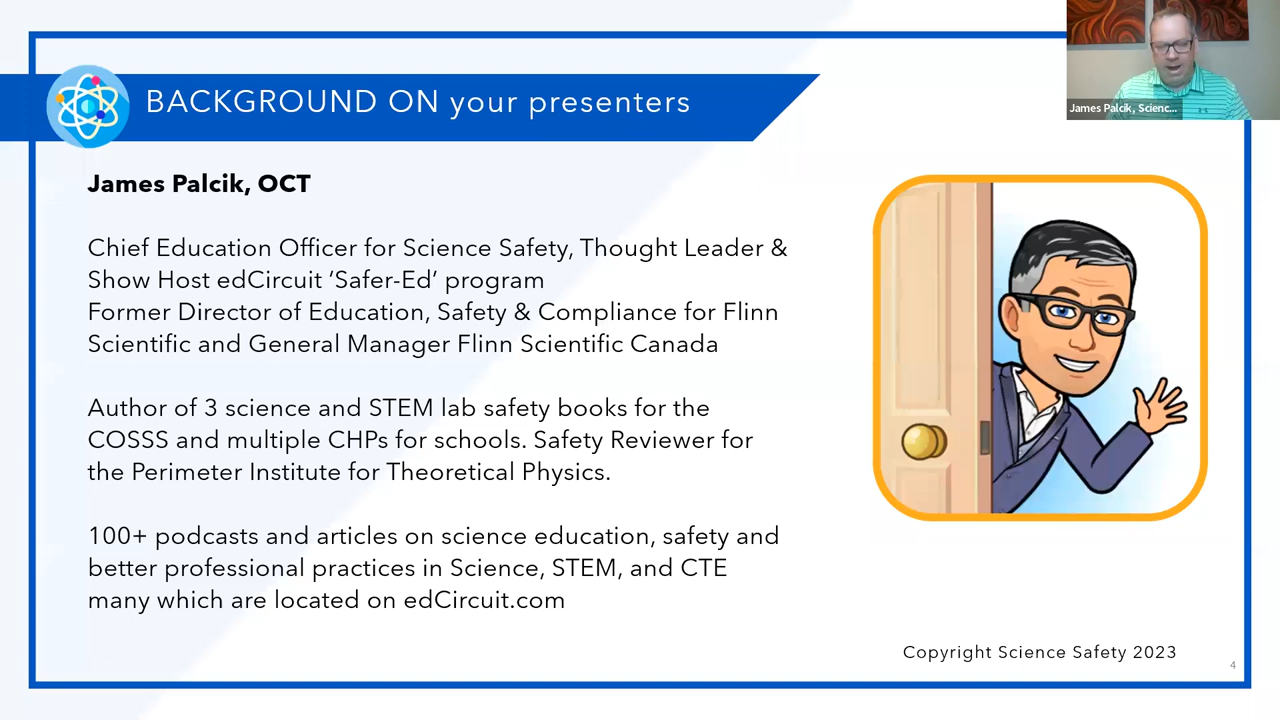 BACKGROUND ON your presenters
James Palcik, Scienc...
James Palcik, OCT
Chief Education Officer for Science Safety, Thought Leader &
Show Host edCircuit ‘Safer-Ed’ program
Former Director of Education, Safety & Compliance for Flinn
Scientific and General Manager Flinn Scientific Canada
Author of 3 science and STEM lab safety books for the
COSSS and multiple CHPs for schools. Safety Reviewer for
the Perimeter Institute for Theoretical Physics.
100+ podcasts and articles on science education, safety and
better professional practices in Science, STEM, and CTE
many which are located on edCircuit.com
Copyright Science Safety 2023
4